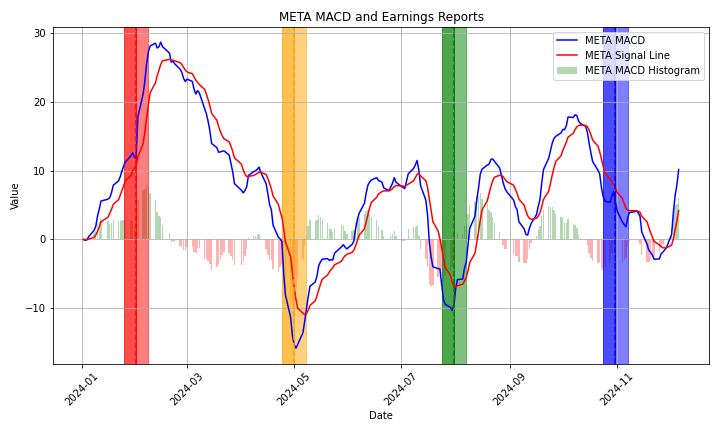 META MACD and Earnings Reports
META MACD
META Signal Line
META MACD Histogram
Value
30
20
10
0
−10
2024-01
2024-03
2024-05
2024-07
2024-09
2024-11
Date